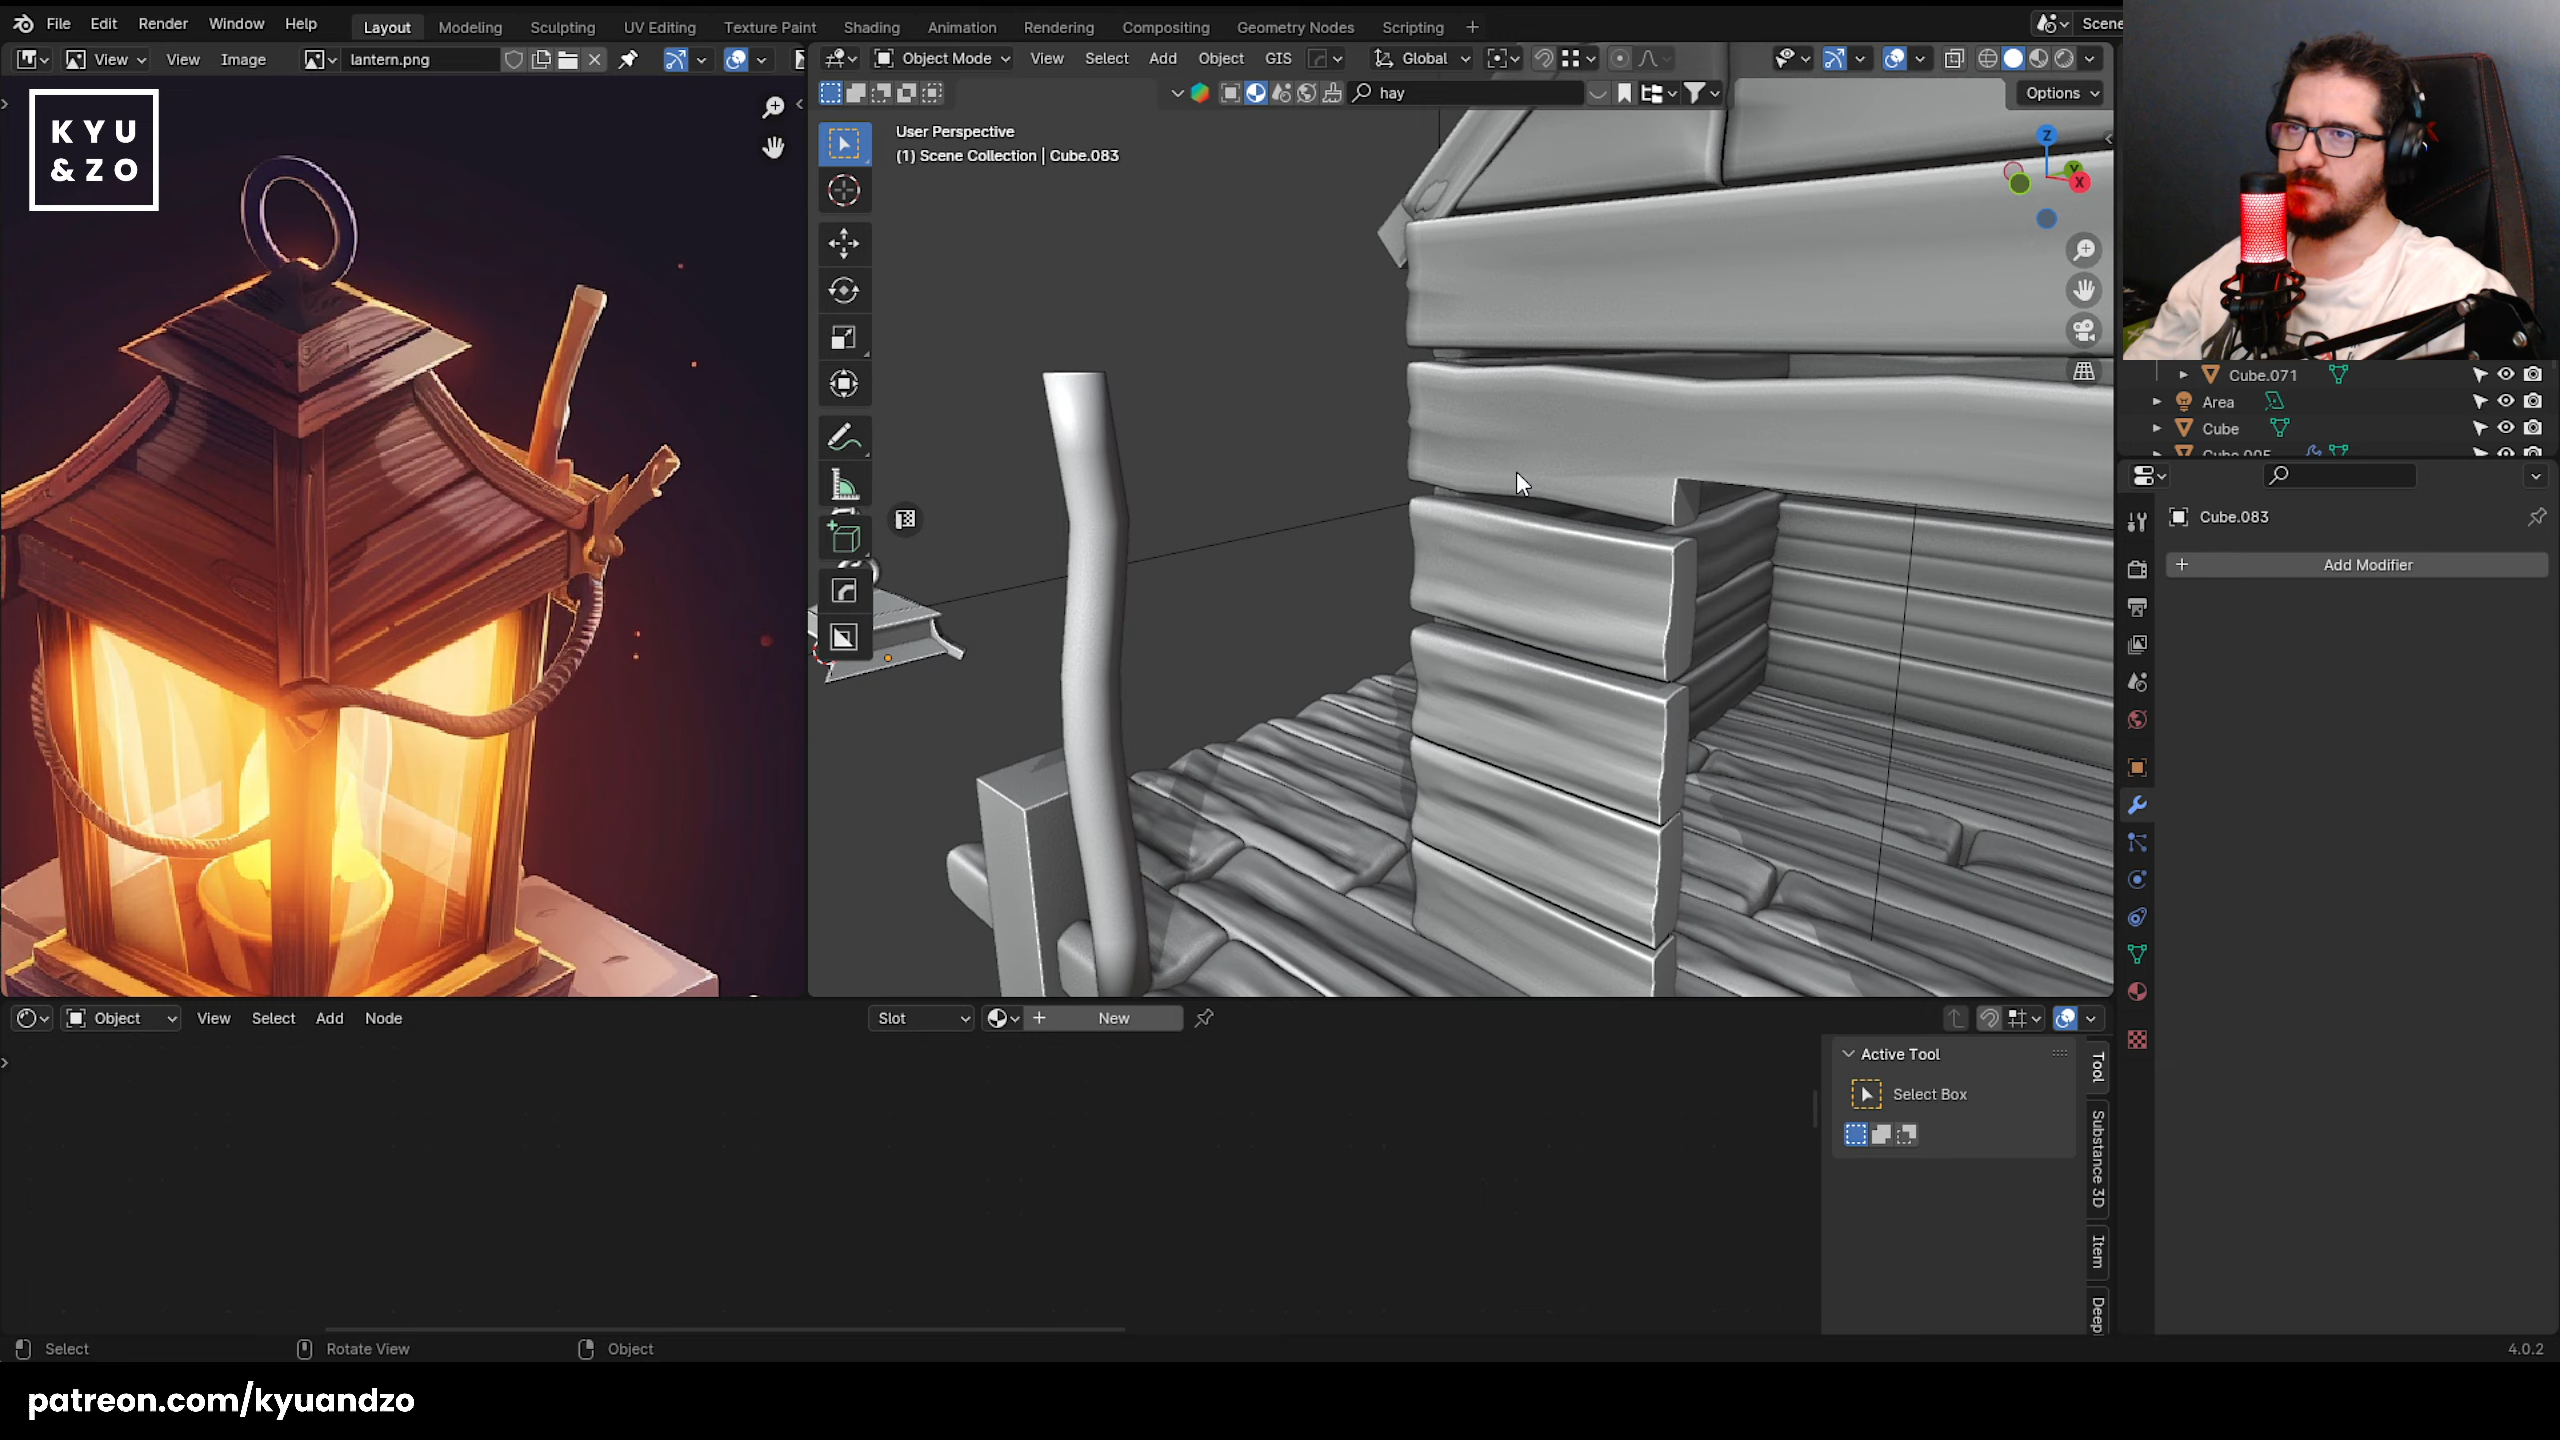 File Edit Render Window Help Layout Modeling Sculpting UV Editing Texture Paint Shading Animation Rendering Compositing Geometry Nodes Scripting + Scene
View View Image lantern.png
Object Mode View Select Add Object GIS Global
hay Options
KYU
& ZO
User Perspective
(1) Scene Collection | Cube.083
Z
Y
X
Cube.071
Area
Cube
Cube.005
Cube.083
+ Add Modifier
Object View Select Add Node Slot + New
Active Tool
Select Box
Tool
Substance 3D
Item
Deep
Select Rotate View Object 4.0.2
patreon.com/kyuandzo